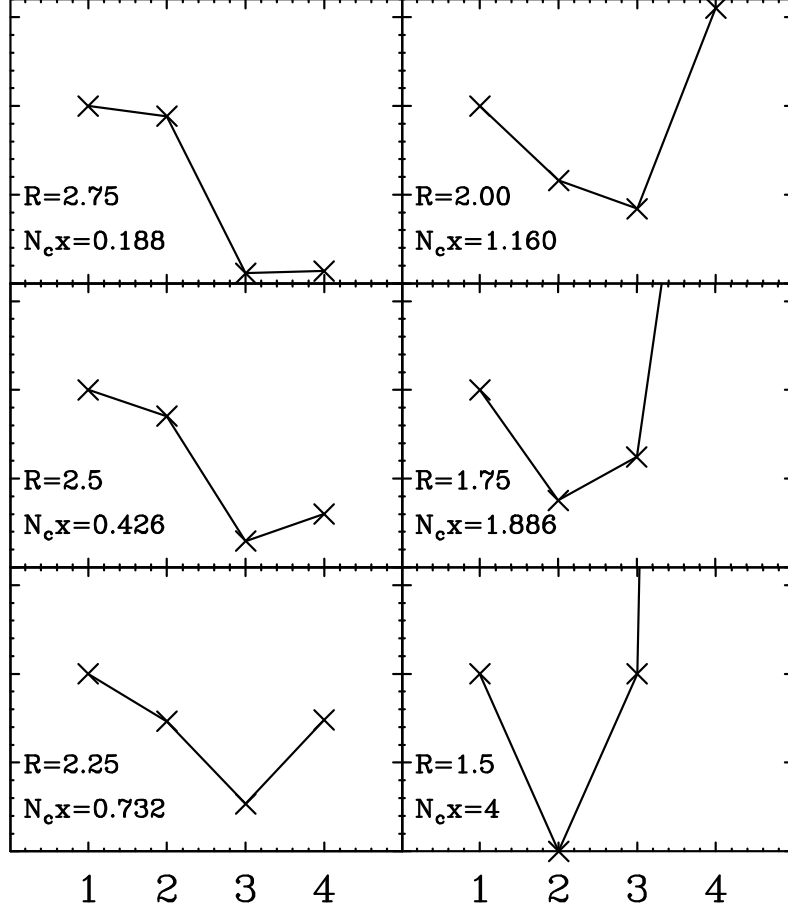 R=2.75
N_cx=0.188
R=2.00
N_cx=1.160
R=2.5
N_cx=0.426
R=1.75
N_cx=1.886
R=2.25
N_cx=0.732
R=1.5
N_cx=4
1 2 3 4 1 2 3 4